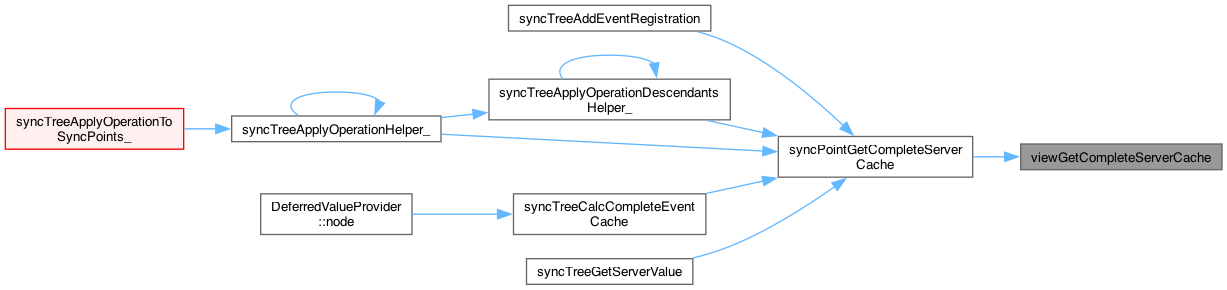 syncTreeAddEventRegistration
syncTreeApplyOperationDescendants
Helper_
syncTreeApplyOperationTo
SyncPoints_
syncTreeApplyOperationHelper_
syncPointGetCompleteServer
Cache
viewGetCompleteServerCache
DeferredValueProvider
::node
syncTreeCalcCompleteEvent
Cache
syncTreeGetServerValue